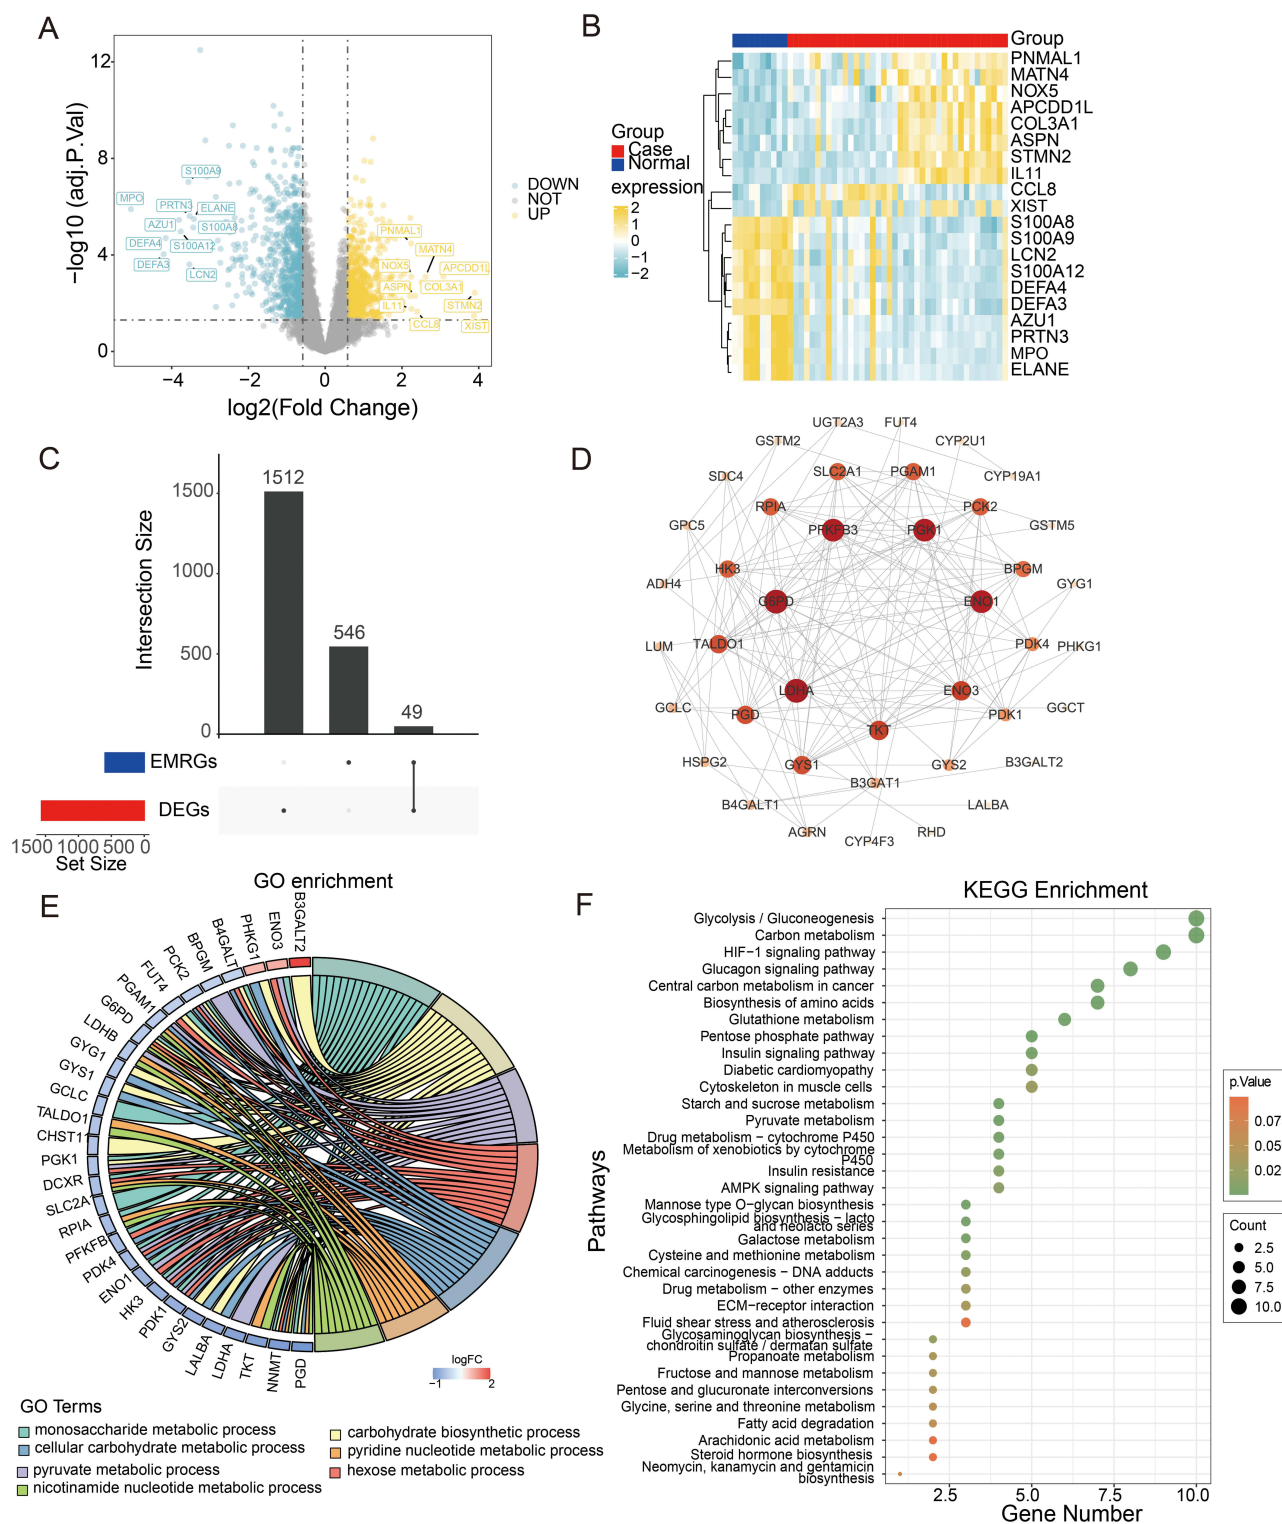 A
12
8
4
0
−log10 (adj.P.Val)
S100A9
MPO
PRTN3
ELANE
AZU1
S100A8
DEFA4
S100A12
DEFA3
LCN2
PNMAL1
MATN4
NOX5
APCDD1L
ASPN
COL3A1
IL11
STMN2
CCL8
XIST
−4
−2
0
2
4
log2(Fold Change)
DOWN
NOT
UP
B
Group
Case
Normal
expression
2
1
0
−1
−2
Group
PNMAL1
MATN4
NOX5
APCDD1L
COL3A1
ASPN
STMN2
IL11
CCL8
XIST
S100A8
S100A9
LCN2
S100A12
DEFA4
DEFA3
AZU1
PRTN3
MPO
ELANE
C
Intersection Size
1500
1000
500
0
1512
546
49
EMRGs
DEGs
1500 1000 500 0
Set Size
D
UGT2A3
FUT4
GSTM2
CYP2U1
SDC4
SLC2A1
PGAM1
CYP19A1
RPIA
PCK2
GPC5
PFKFB3
PGK1
GSTM5
HK3
BPGM
ADH4
GYG1
G6PD
ENO1
LUM
TALDO1
PDK4
PHKG1
LDHA
ENO3
GCLC
PGD
PDK1
GGCT
TKT
HSPG2
GYS1
GYS2
B3GALT2
B3GAT1
B4GALT1
LALBA
AGRN
RHD
CYP4F3
E
GO enrichment
B3GALT2
ENO3
PHKG1
B4GALT
BPGM
PCK2
FUT4
PGAM1
G6PD
LDHB
GYG1
GYS1
GCLC
TALDO1
CHST11
PGK1
DCXR
SLC2A
RPIA
PFKFB
PDK4
ENO1
HK3
PDK1
GYS2
LALBA
LDHA
TKT
NNMT
PGD
logFC
−1
2
GO Terms
monosaccharide metabolic process
cellular carbohydrate metabolic process
pyruvate metabolic process
nicotinamide nucleotide metabolic process
carbohydrate biosynthetic process
pyridine nucleotide metabolic process
hexose metabolic process
F
KEGG Enrichment
Pathways
Glycolysis / Gluconeogenesis
Carbon metabolism
HIF−1 signaling pathway
Glucagon signaling pathway
Central carbon metabolism in cancer
Biosynthesis of amino acids
Glutathione metabolism
Pentose phosphate pathway
Insulin signaling pathway
Diabetic cardiomyopathy
Cytoskeleton in muscle cells
Starch and sucrose metabolism
Pyruvate metabolism
Drug metabolism − cytochrome P450
Metabolism of xenobiotics by cytochrome
P450
Insulin resistance
AMPK signaling pathway
Mannose type O−glycan biosynthesis
Glycosphingolipid biosynthesis − lacto
and neolacto series
Galactose metabolism
Cysteine and methionine metabolism
Chemical carcinogenesis − DNA adducts
Drug metabolism − other enzymes
ECM−receptor interaction
Fluid shear stress and atherosclerosis
Glycosaminoglycan biosynthesis −
chondroitin sulfate / dermatan sulfate
Propanoate metabolism
Fructose and mannose metabolism
Pentose and glucuronate interconversions
Glycine, serine and threonine metabolism
Fatty acid degradation
Arachidonic acid metabolism
Steroid hormone biosynthesis
Neomycin, kanamycin and gentamicin
biosynthesis
2.5
5.0
7.5
10.0
Gene Number
p.Value
0.07
0.05
0.02
Count
2.5
5.0
7.5
10.0